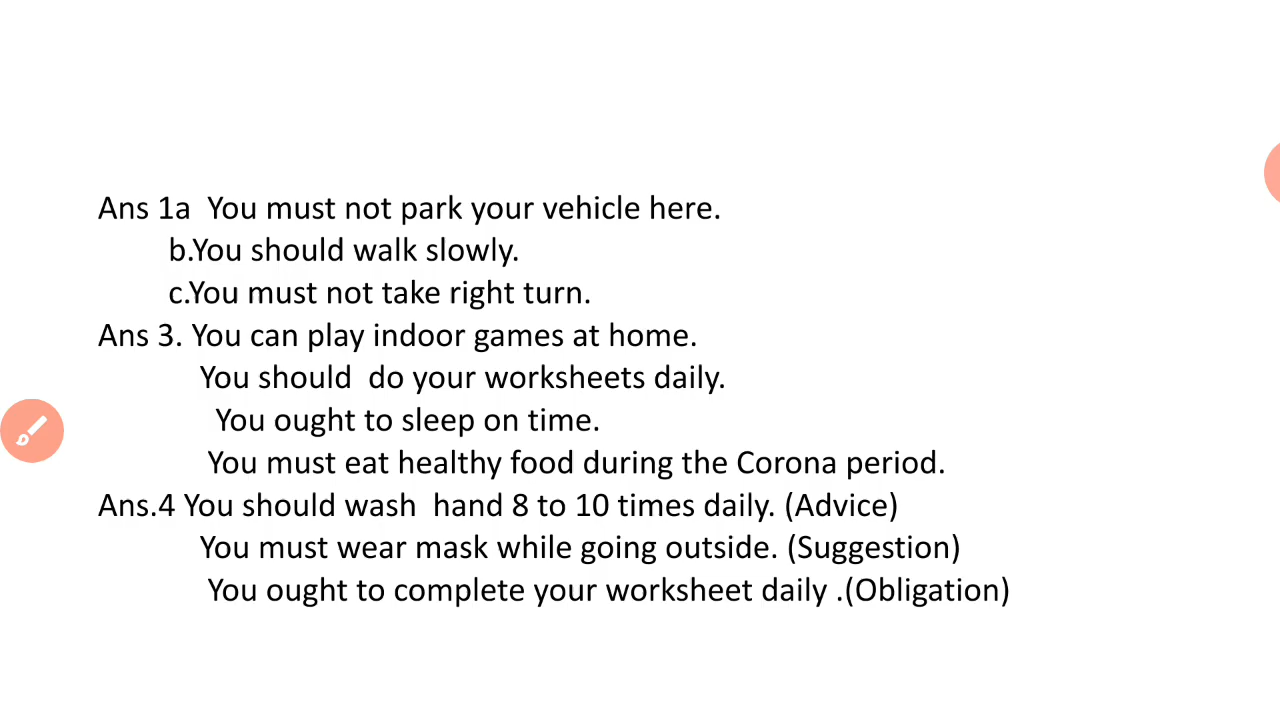 Ans 1a  You must not park your vehicle here.
b.You should walk slowly.
c.You must not take right turn.
Ans 3. You can play indoor games at home.
You should  do your worksheets daily.
You ought to sleep on time.
You must eat healthy food during the Corona period.
Ans.4 You should wash  hand 8 to 10 times daily. (Advice)
You must wear mask while going outside. (Suggestion)
You ought to complete your worksheet daily .(Obligation)